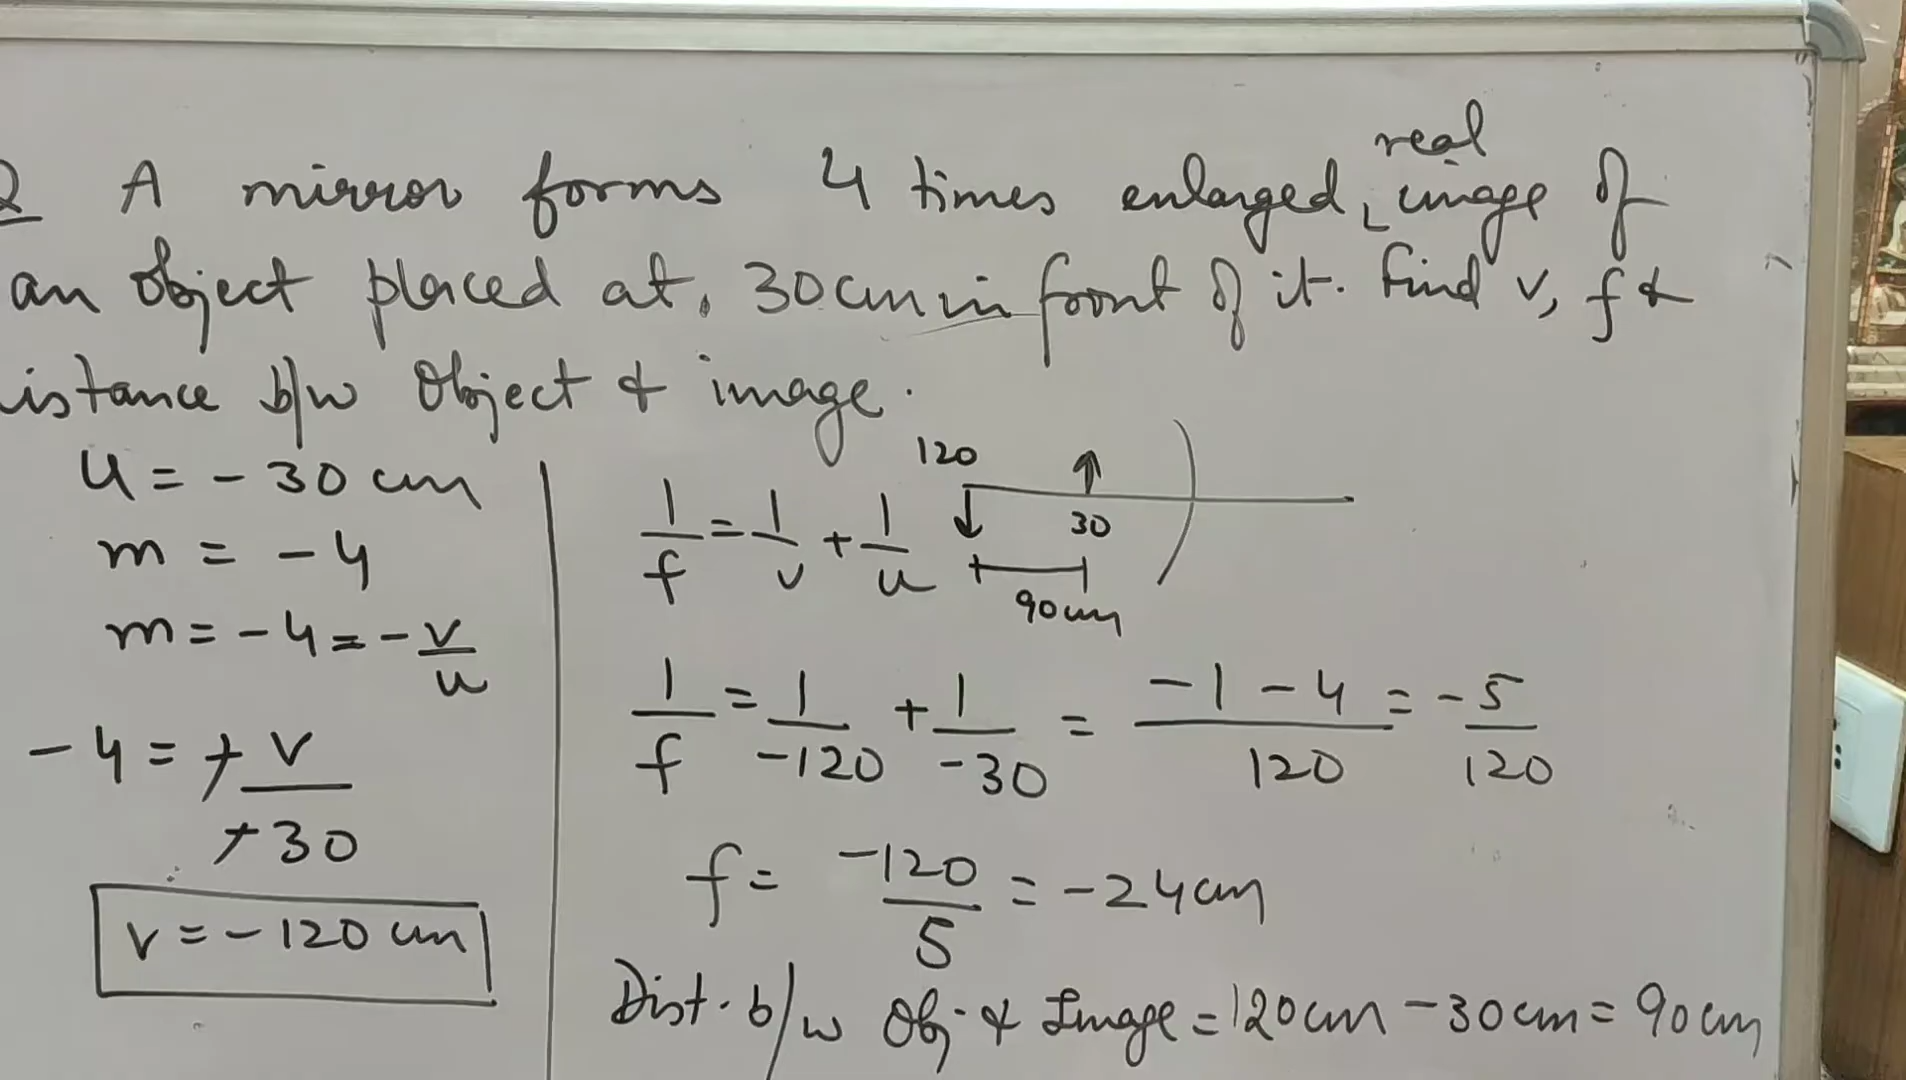 Q A mirror forms 4 times enlarged, real image of
an object placed at 30cm in front of it. Find v, f &
istance b/w object & image.
u = - 30 cm
m = - 4
m = - 4 = - v/u
- 4 = + v / + 30
v = - 120 cm
1/f = 1/v + 1/u
120
30
90cm
1/f = 1/-120 + 1/-30 = -1 - 4 / 120 = -5/120
f = -120/5 = -24cm
Dist. b/w Obj. & Image = 120cm - 30cm = 90cm